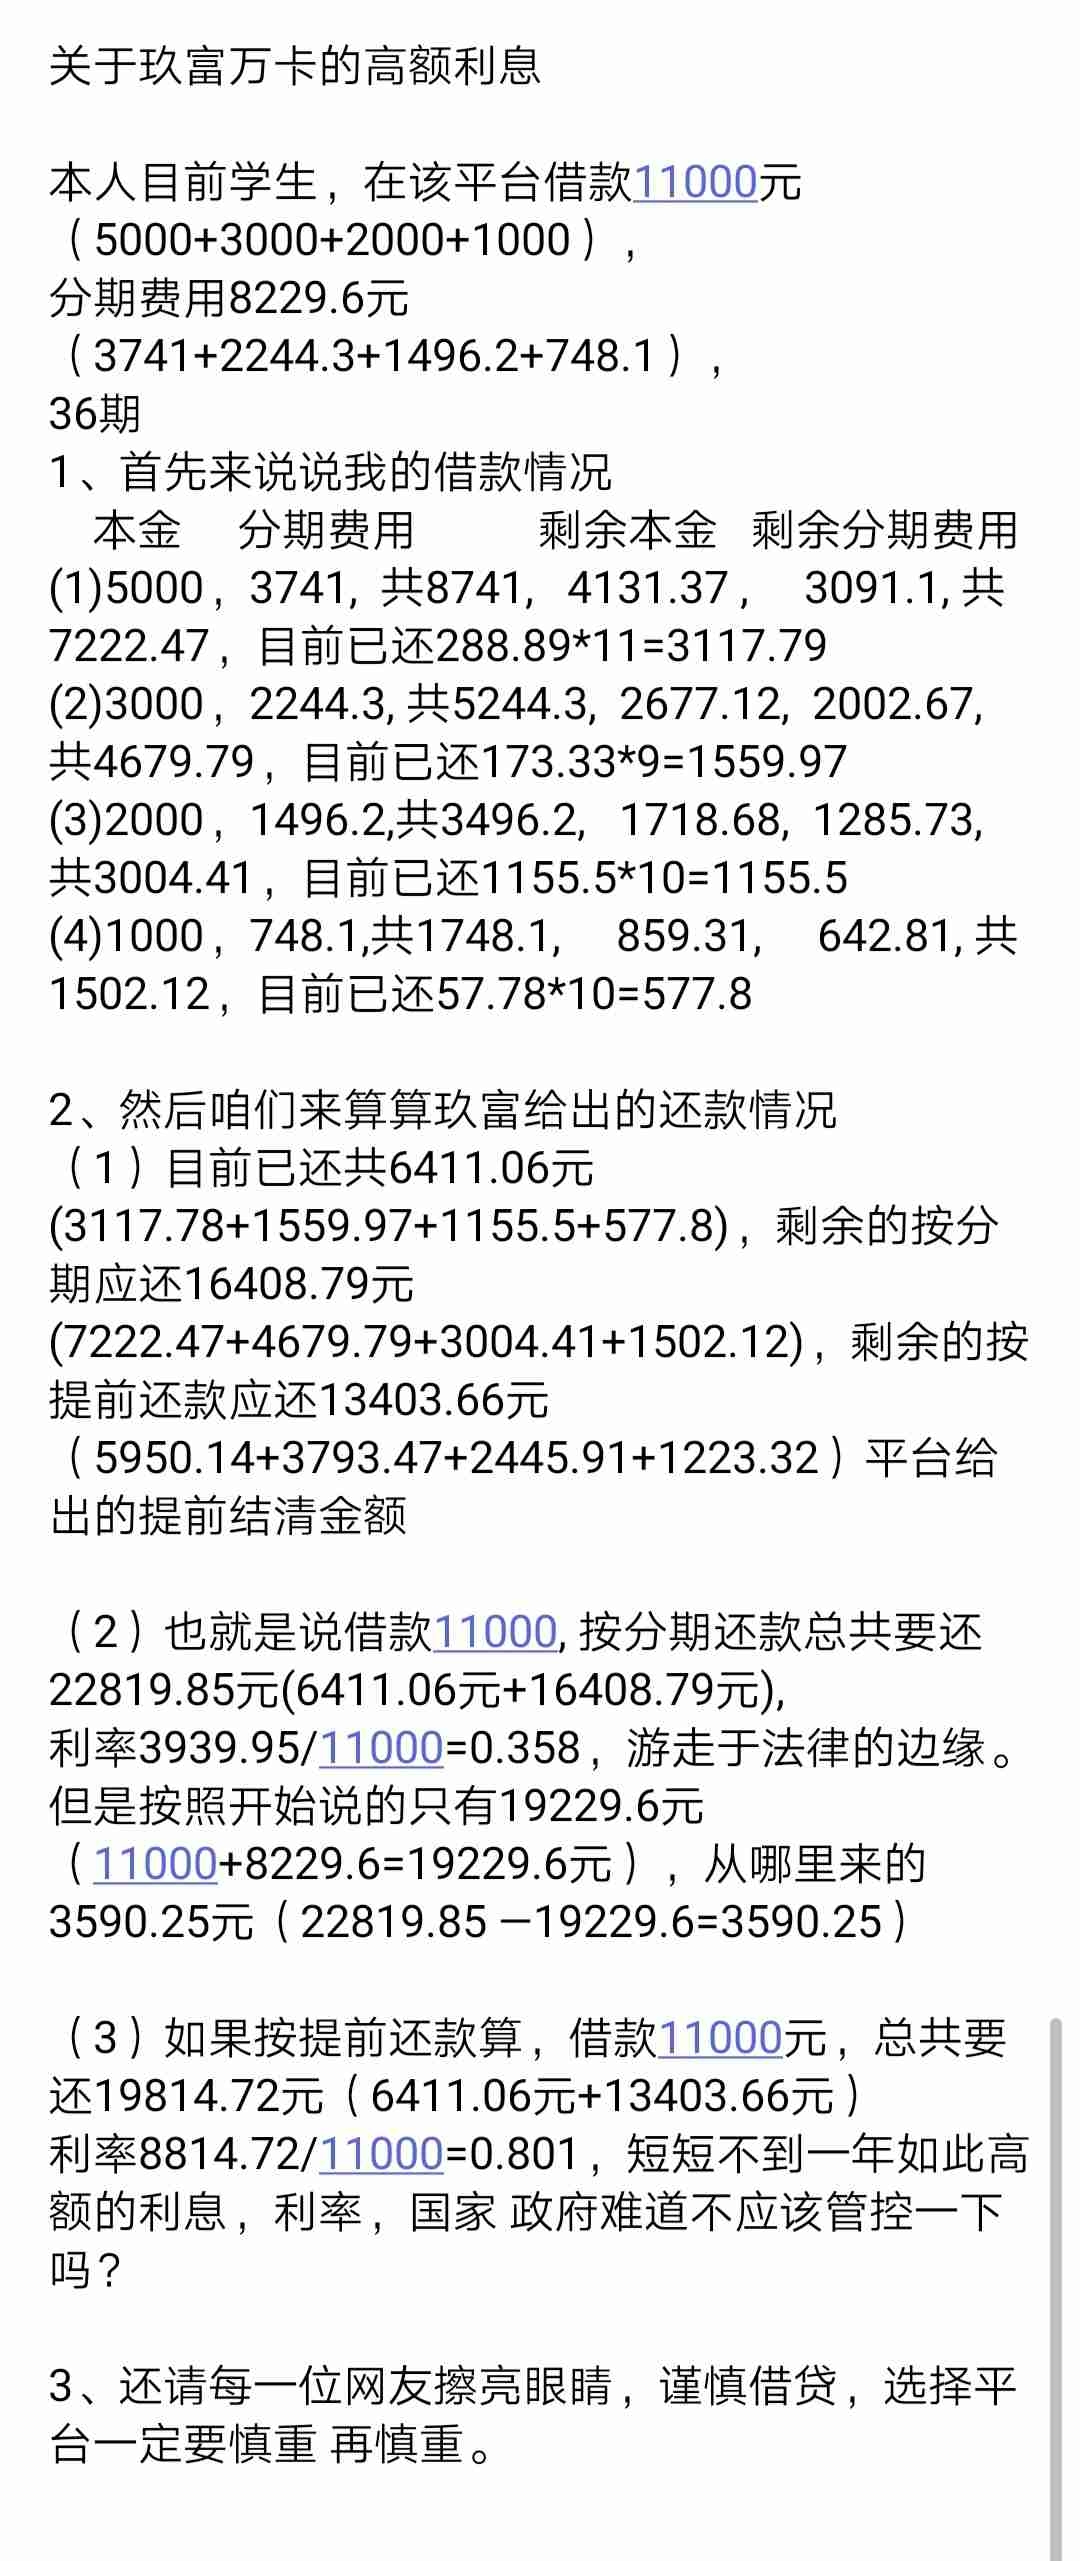 关于玖富万卡的高额利息
本人目前学生，在该平台借款11000元
（5000+3000+2000+1000），
分期费用8229.6元
（3741+2244.3+1496.2+748.1），
36期
1、首先来说说我的借款情况
本金 分期费用 剩余本金 剩余分期费用
(1)5000，3741, 共8741, 4131.37， 3091.1, 共
7222.47，目前已还288.89*11=3117.79
(2)3000，2244.3, 共5244.3, 2677.12, 2002.67,
共4679.79，目前已还173.33*9=1559.97
(3)2000，1496.2,共3496.2, 1718.68, 1285.73,
共3004.41，目前已还1155.5*10=1155.5
(4)1000，748.1,共1748.1, 859.31, 642.81, 共
1502.12，目前已还57.78*10=577.8
2、然后咱们来算算玖富给出的还款情况
（1）目前已还共6411.06元
(3117.78+1559.97+1155.5+577.8)，剩余的按分
期应还16408.79元
(7222.47+4679.79+3004.41+1502.12)，剩余的按
提前还款应还13403.66元
（5950.14+3793.47+2445.91+1223.32）平台给
出的提前结清金额
（2）也就是说借款11000, 按分期还款总共要还
22819.85元(6411.06元+16408.79元),
利率3939.95/11000=0.358，游走于法律的边缘。
但是按照开始说的只有19229.6元
（11000+8229.6=19229.6元），从哪里来的
3590.25元（22819.85 —19229.6=3590.25）
（3）如果按提前还款算，借款11000元，总共要
还19814.72元（6411.06元+13403.66元）
利率8814.72/11000=0.801，短短不到一年如此高
额的利息，利率，国家 政府难道不应该管控一下
吗？
3、还请每一位网友擦亮眼睛，谨慎借贷，选择平
台一定要慎重 再慎重。